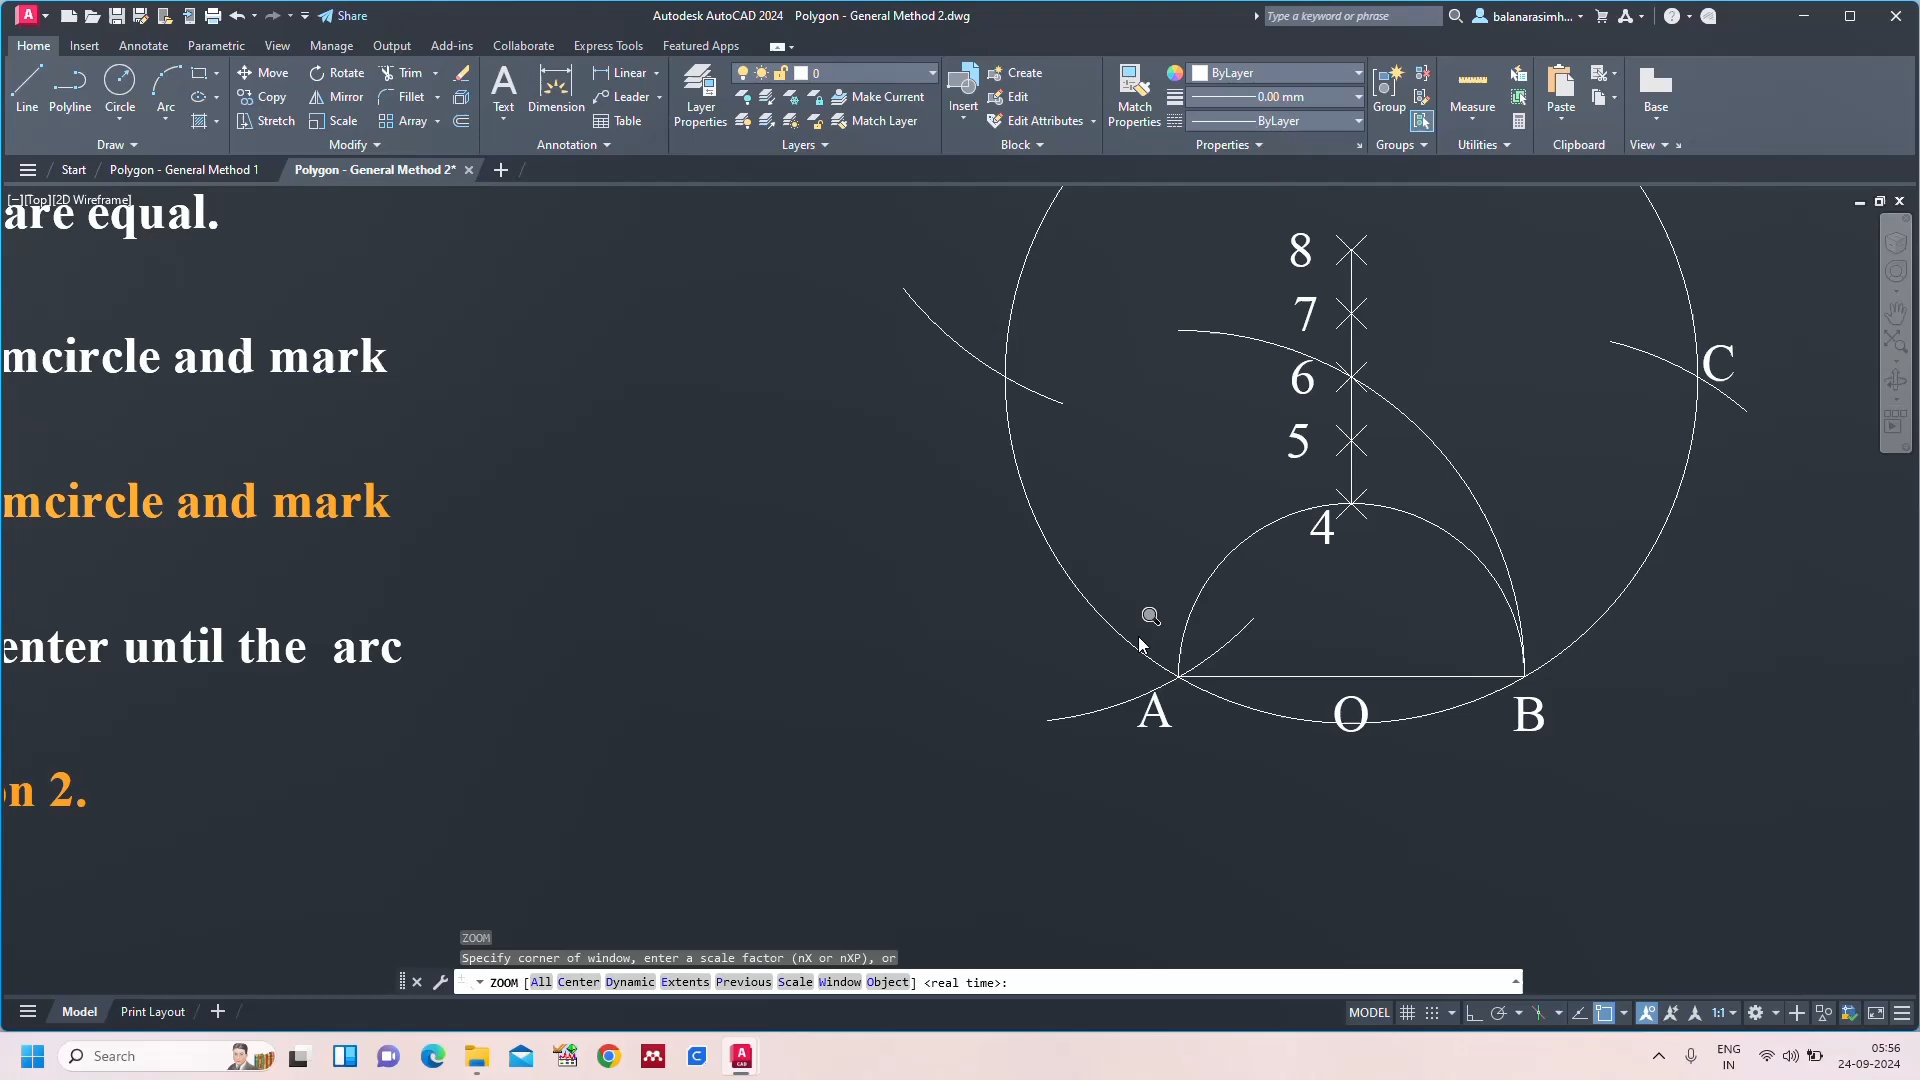 Share
Autodesk AutoCAD 2024 Polygon - General Method 2.dwg
Type a keyword or phrase
balanarasimh...
Home Insert Annotate Parametric View Manage Output Add-ins Collaborate Express Tools Featured Apps
Line Polyline Circle Arc
Move Rotate Trim
Copy Mirror Fillet
Stretch Scale Array
Text Dimension
Linear
Leader
Table
Layer Properties
0
Make Current
Match Layer
Insert
Create
Edit
Edit Attributes
Match Properties
ByLayer
0.00 mm
ByLayer
Group
Measure
Paste
Base
Draw Modify Annotation Layers Block Properties Groups Utilities Clipboard View
Start Polygon - General Method 1 Polygon - General Method 2*
[−][Top][2D Wireframe]
are equal.
mcircle and mark
mcircle and mark
enter until the arc
on 2.
8
7
6
5
4
C
A
O
B
ZOOM
Specify corner of window, enter a scale factor (nX or nXP), or
ZOOM [All Center Dynamic Extents Previous Scale Window Object] <real time>:
Model Print Layout
MODEL
1:1
Search
ENG
IN
05:56
24-09-2024